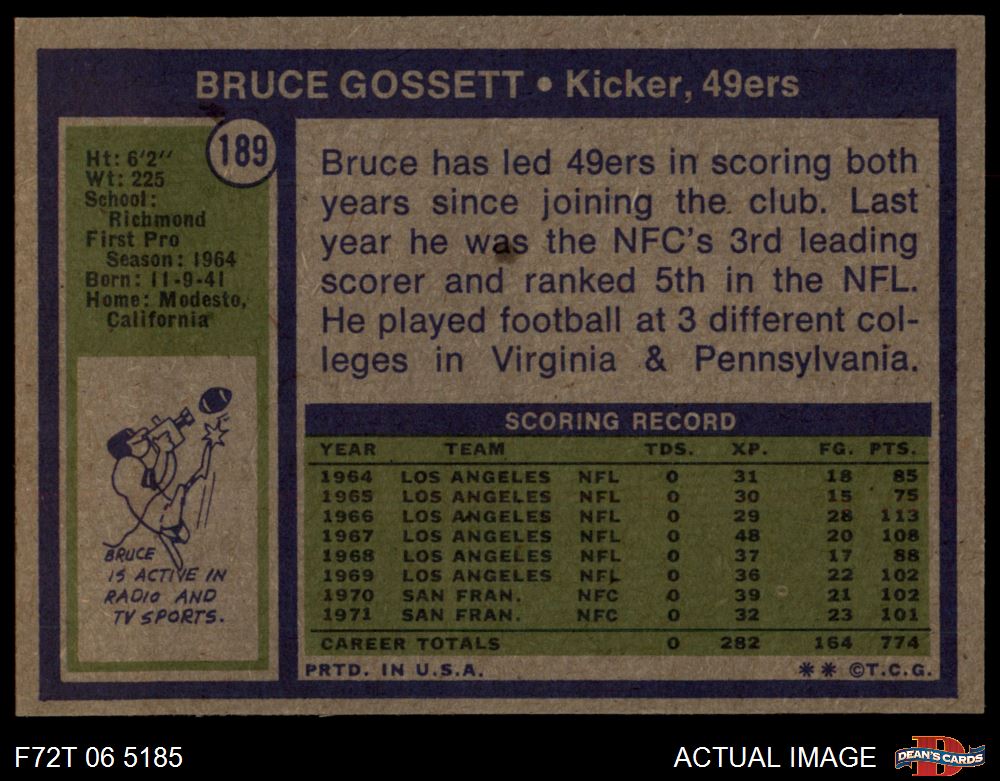 BRUCE GOSSETT • Kicker, 49ers
189
Ht: 6'2''
Wt: 225
School:
Richmond
First Pro
Season: 1964
Born: 11-9-41
Home: Modesto,
California
BRUCE
IS ACTIVE IN
RADIO AND
TV SPORTS.
Bruce has led 49ers in scoring both
years since joining the club. Last
year he was the NFC's 3rd leading
scorer and ranked 5th in the NFL.
He played football at 3 different col-
leges in Virginia & Pennsylvania.
SCORING RECORD
YEAR TEAM TDS. XP. FG. PTS.
1964 LOS ANGELES NFL 0 31 18 85
1965 LOS ANGELES NFL 0 30 15 75
1966 LOS ANGELES NFL 0 29 28 113
1967 LOS ANGELES NFL 0 48 20 108
1968 LOS ANGELES NFL 0 37 17 88
1969 LOS ANGELES NFL 0 36 22 102
1970 SAN FRAN. NFC 0 39 21 102
1971 SAN FRAN. NFC 0 32 23 101
CAREER TOTALS 0 282 164 774
PRTD. IN U.S.A. ** ©T.C.G.
F72T 06 5185
ACTUAL IMAGE
D
DEAN'S CARDS